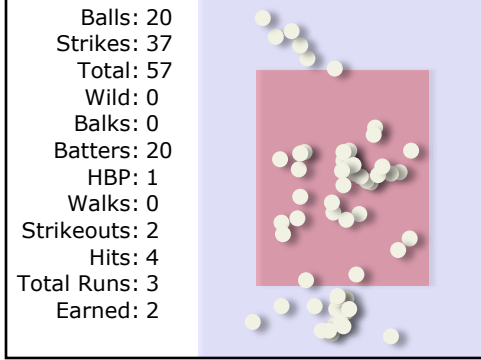 Balls: 20
Strikes: 37
Total: 57
Wild: 0
Balks: 0
Batters: 20
HBP: 1
Walks: 0
Strikeouts: 2
Hits: 4
Total Runs: 3
Earned: 2